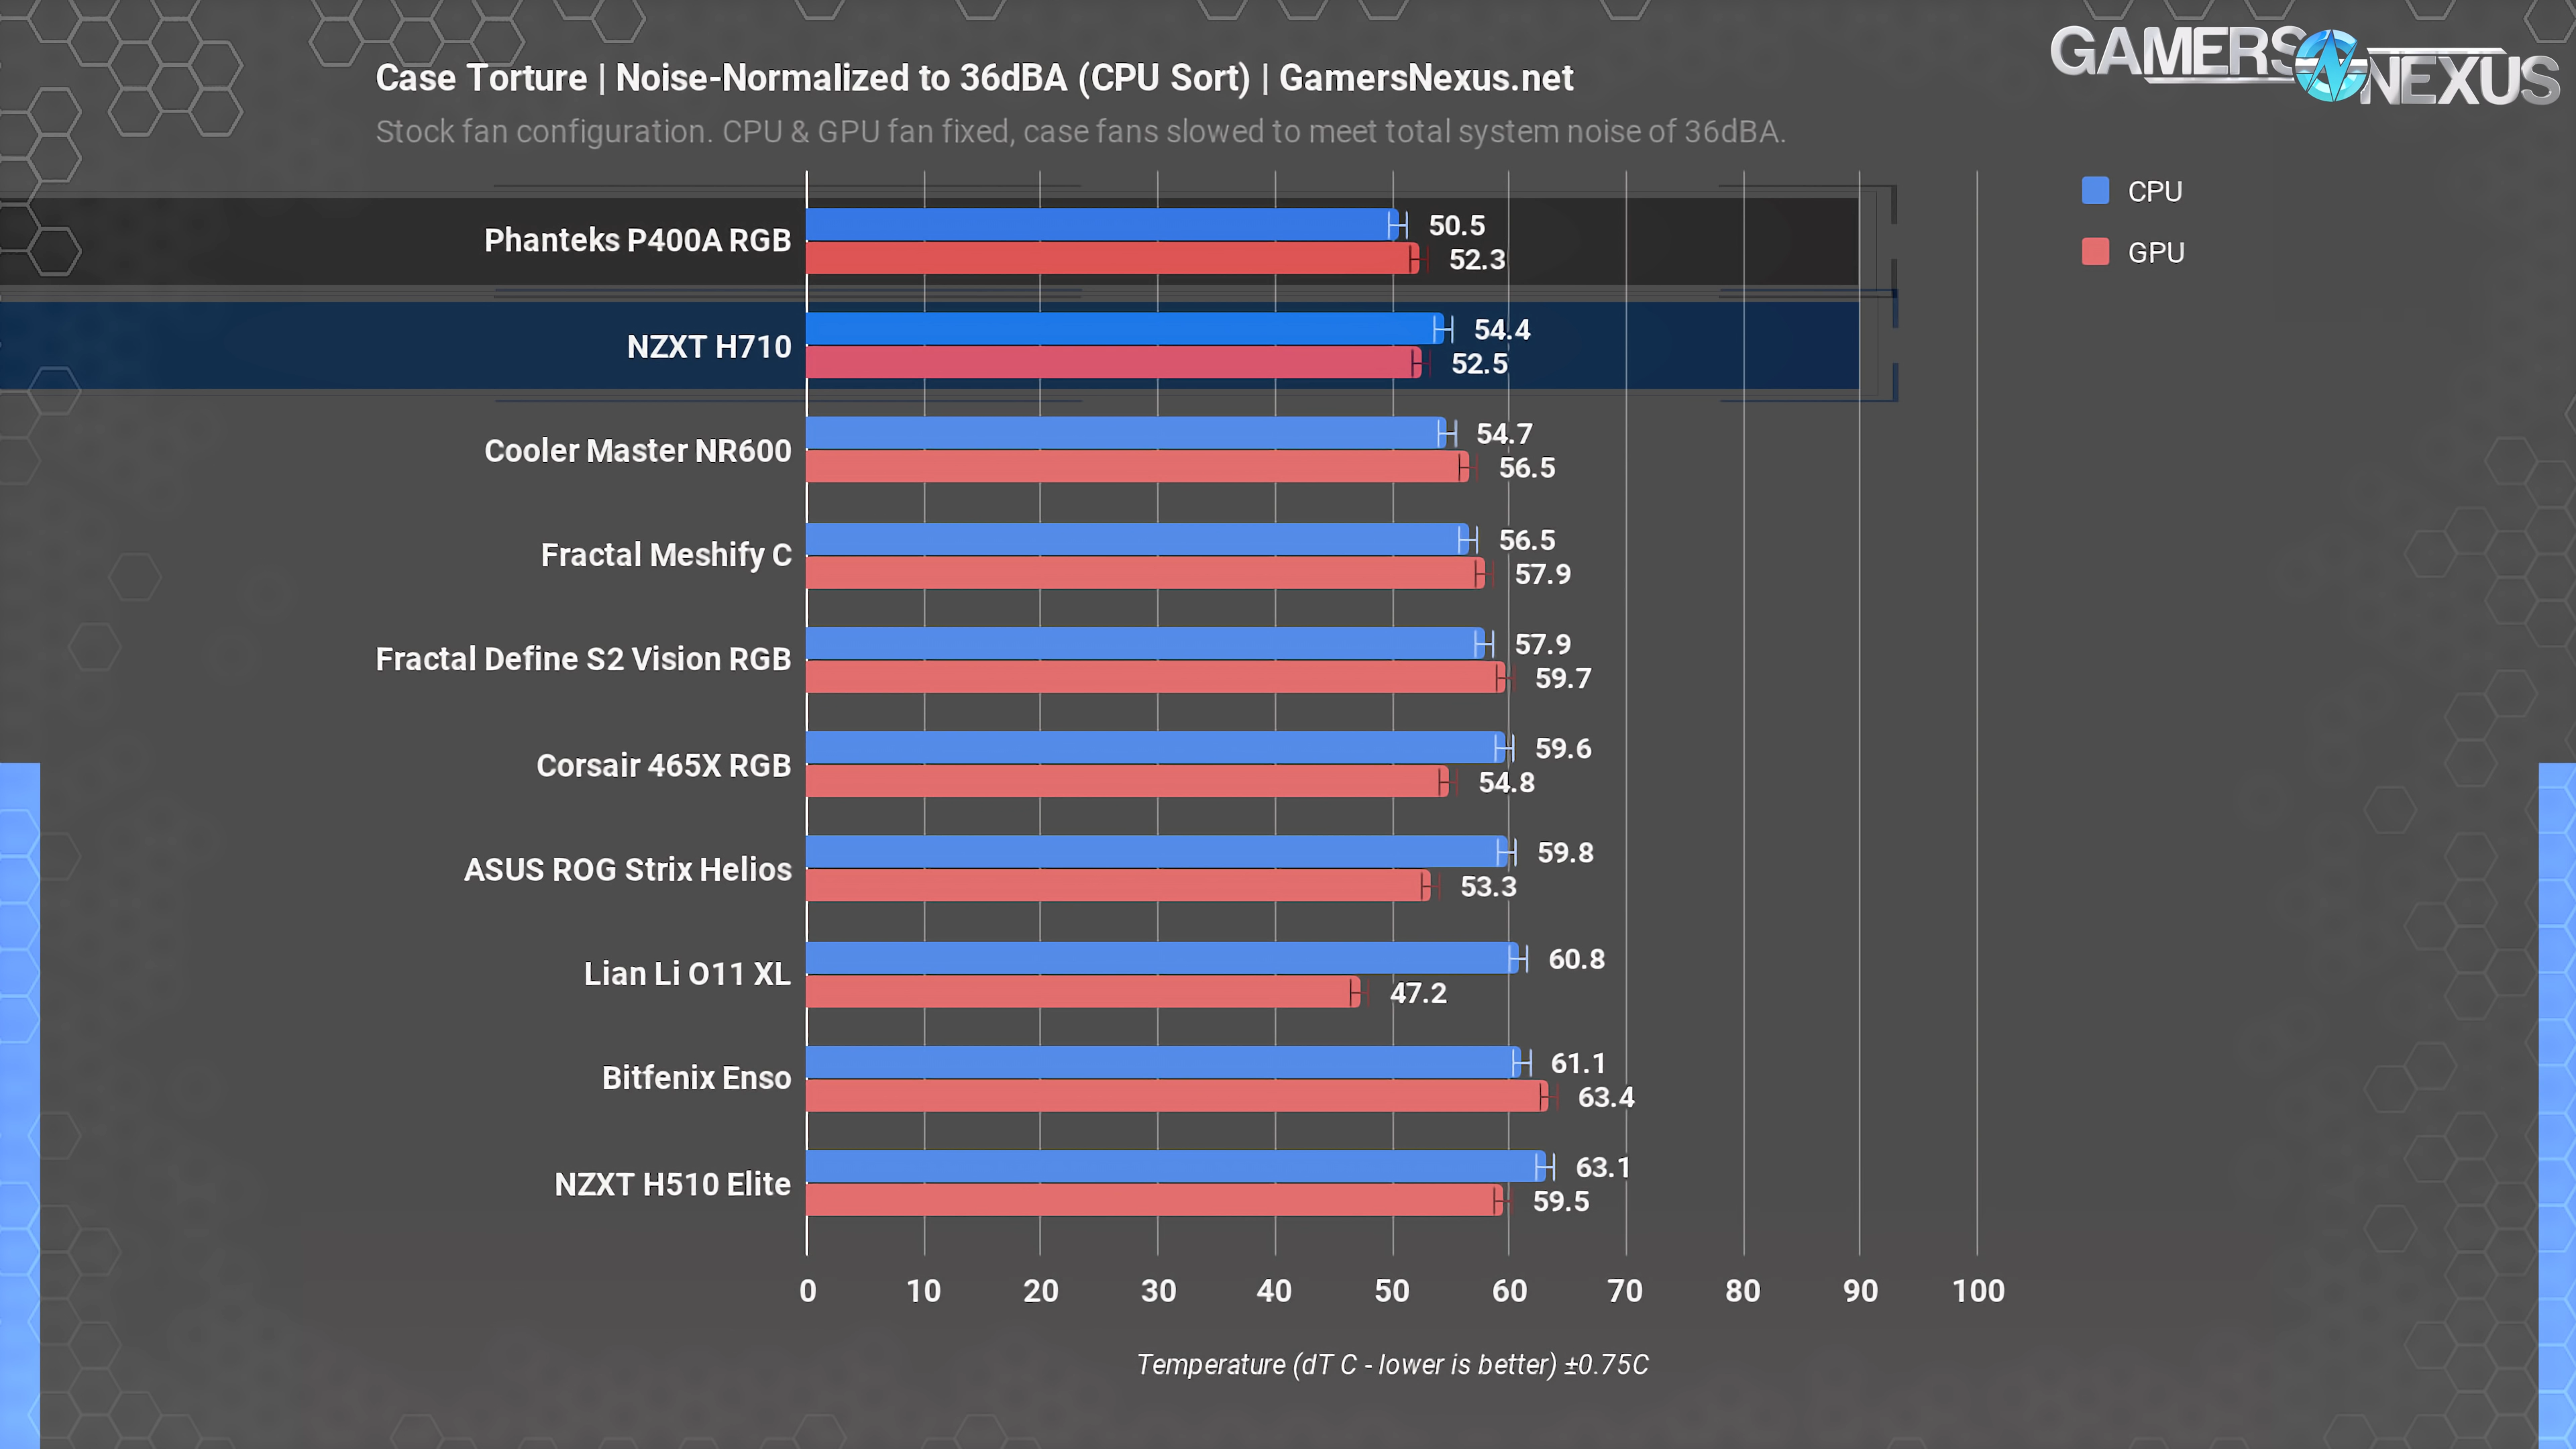 GAMERS NEXUS
Case Torture | Noise-Normalized to 36dBA (CPU Sort) | GamersNexus.net
Stock fan configuration. CPU & GPU fan fixed, case fans slowed to meet total system noise of 36dBA.
CPU
GPU
Phanteks P400A RGB
50.5
52.3
NZXT H710
54.4
52.5
Cooler Master NR600
54.7
56.5
Fractal Meshify C
56.5
57.9
Fractal Define S2 Vision RGB
57.9
59.7
Corsair 465X RGB
59.6
54.8
ASUS ROG Strix Helios
59.8
53.3
Lian Li O11 XL
60.8
47.2
Bitfenix Enso
61.1
63.4
NZXT H510 Elite
63.1
59.5
0 10 20 30 40 50 60 70 80 90 100
Temperature (dT C - lower is better) ±0.75C